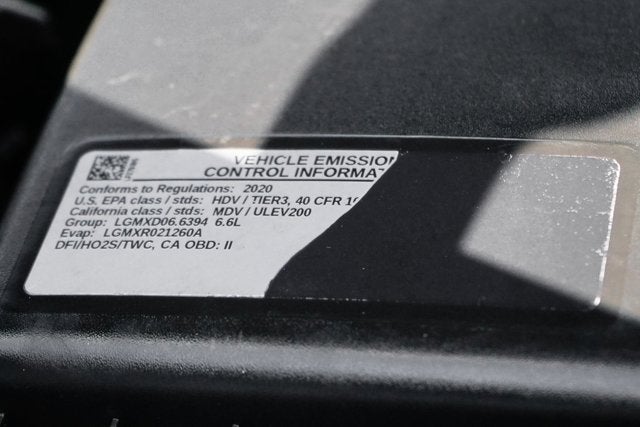 VEHICLE EMISSION
CONTROL INFORMA
Conforms to Regulations: 2020
U.S. EPA class / stds: HDV / TIER3, 40 CFR
California class / stds: MDV / ULEV200
Group: LGMXD06.6394 6.6L
Evap: LGMXR021260A
DFI/HO2S/TWC, CA OBD: II